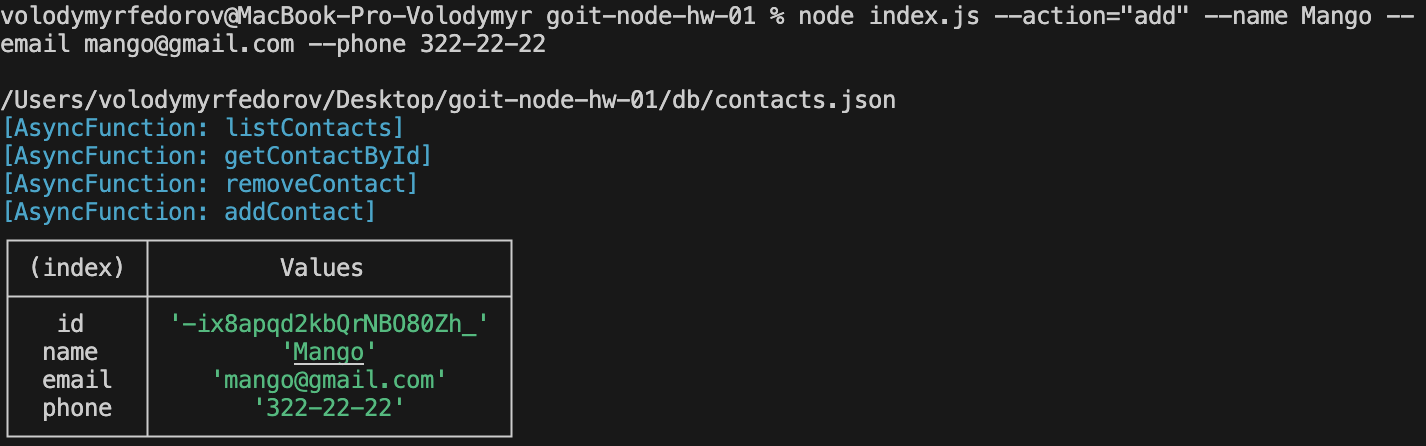 volodymyrfedorov@MacBook-Pro-Volodymyr goit-node-hw-01 % node index.js --action="add" --name Mango --
email mango@gmail.com --phone 322-22-22
/Users/volodymyrfedorov/Desktop/goit-node-hw-01/db/contacts.json
[AsyncFunction: listContacts]
[AsyncFunction: getContactById]
[AsyncFunction: removeContact]
[AsyncFunction: addContact]
(index) Values
id '-ix8apqd2kbQrNBO80Zh_'
name 'Mango'
email 'mango@gmail.com'
phone '322-22-22'